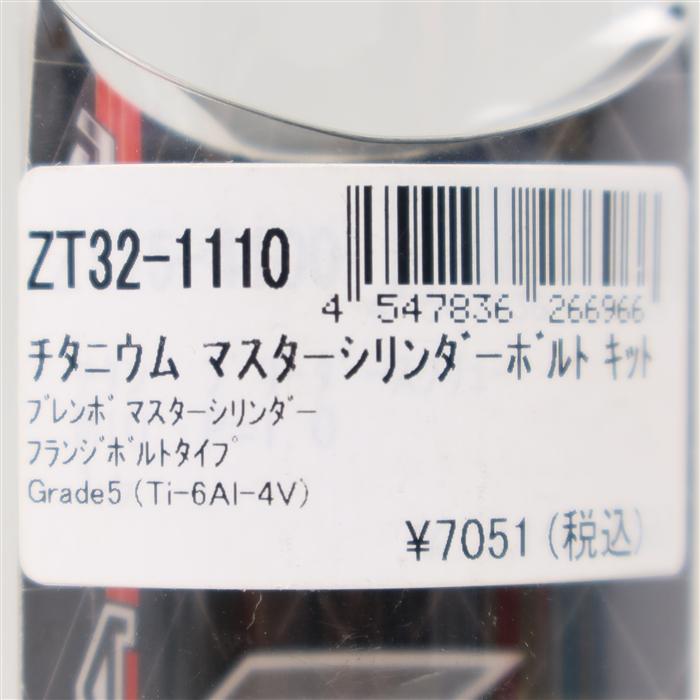 ZT32-1110
4 547836 266966
チタニウム マスターシリンダーボルト キット
ブレンボ マスターシリンダー
フランジボルトタイプ
Grade5 (Ti-6Al-4V)
¥7051 (税込)